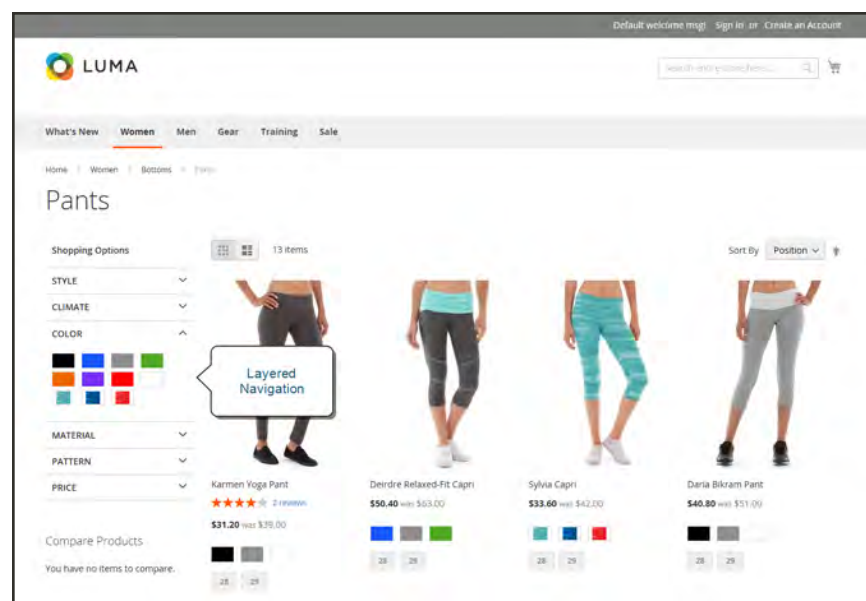 Default welcome msg! Sign In or Create an Account
LUMA
What's New Women Men Gear Training Sale
Home Women Bottoms Pants
Pants
Shopping Options
13 items
Sort By Position
STYLE
CLIMATE
COLOR
Layered
Navigation
MATERIAL
PATTERN
PRICE
Karmen Yoga Pant
2 reviews
$31.20 was $39.00
28 29
Deirdre Relaxed-Fit Capri
$50.40 was $63.00
28 29
Sylvia Capri
$33.60 was $42.00
28 29
Daria Bikram Pant
$40.80 was $51.00
28 29
Compare Products
You have no items to compare.